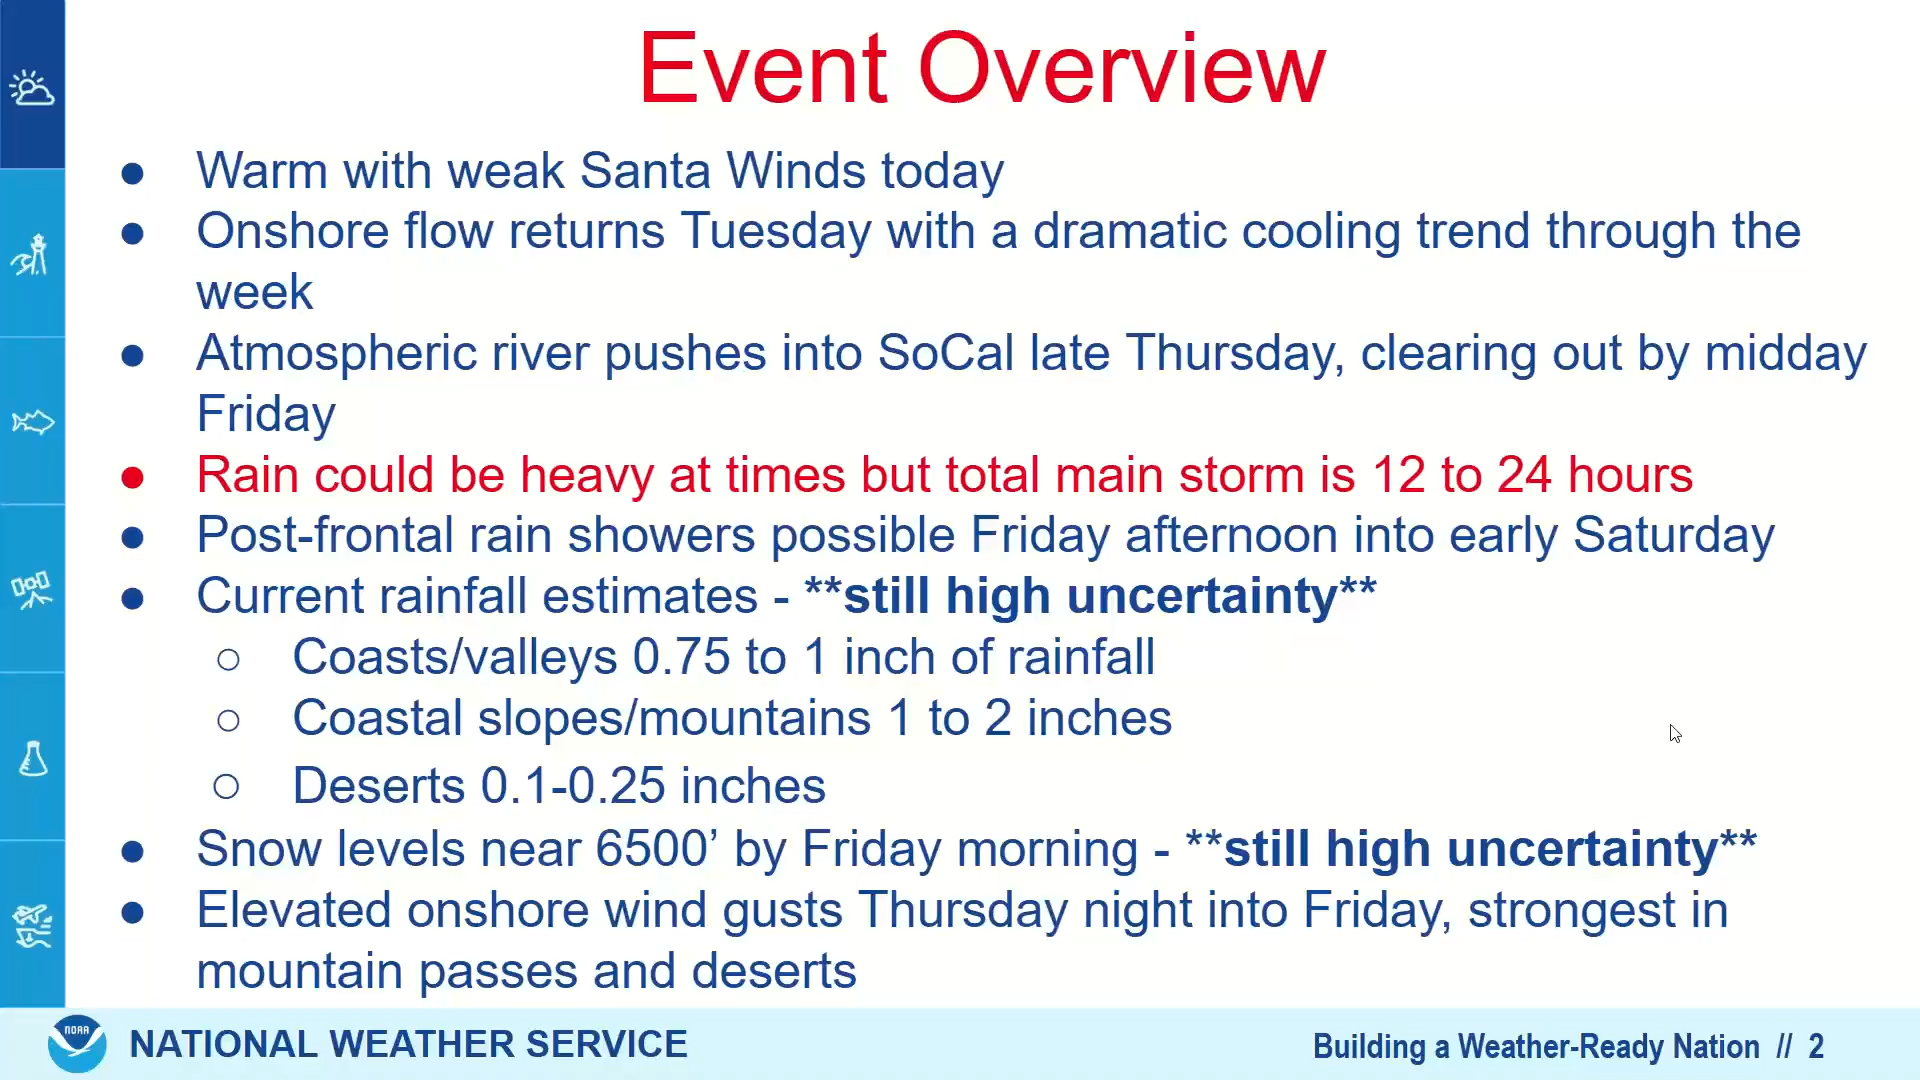 Event Overview
● Warm with weak Santa Winds today
● Onshore flow returns Tuesday with a dramatic cooling trend through the
week
● Atmospheric river pushes into SoCal late Thursday, clearing out by midday
Friday
● Rain could be heavy at times but total main storm is 12 to 24 hours
● Post-frontal rain showers possible Friday afternoon into early Saturday
● Current rainfall estimates - **still high uncertainty**
○ Coasts/valleys 0.75 to 1 inch of rainfall
○ Coastal slopes/mountains 1 to 2 inches
○ Deserts 0.1-0.25 inches
● Snow levels near 6500’ by Friday morning - **still high uncertainty**
● Elevated onshore wind gusts Thursday night into Friday, strongest in
mountain passes and deserts
NOAA
NATIONAL WEATHER SERVICE
Building a Weather-Ready Nation // 2